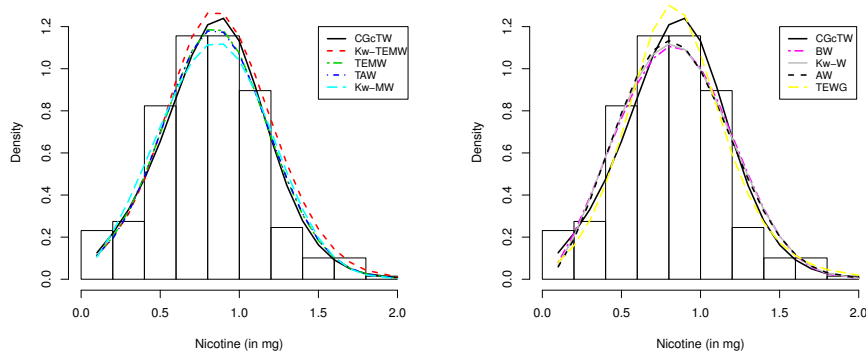 CGcTW
Kw−TEMW
TEMW
TAW
Kw−MW
Density
0.0 0.2 0.4 0.6 0.8 1.0 1.2
0.0 0.5 1.0 1.5 2.0
Nicotine (in mg)
CGcTW
BW
Kw−W
AW
TEWG
Density
0.0 0.2 0.4 0.6 0.8 1.0 1.2
0.0 0.5 1.0 1.5 2.0
Nicotine (in mg)